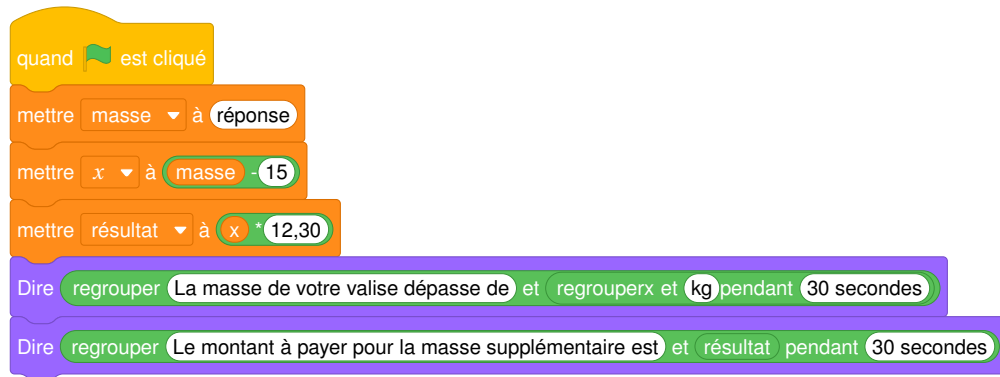 quand est cliqué
mettre masse à réponse
mettre x à masse - 15
mettre résultat à x * 12,30
Dire regrouper La masse de votre valise dépasse de et regrouperx et kg pendant 30 secondes
Dire regrouper Le montant à payer pour la masse supplémentaire est et résultat pendant 30 secondes